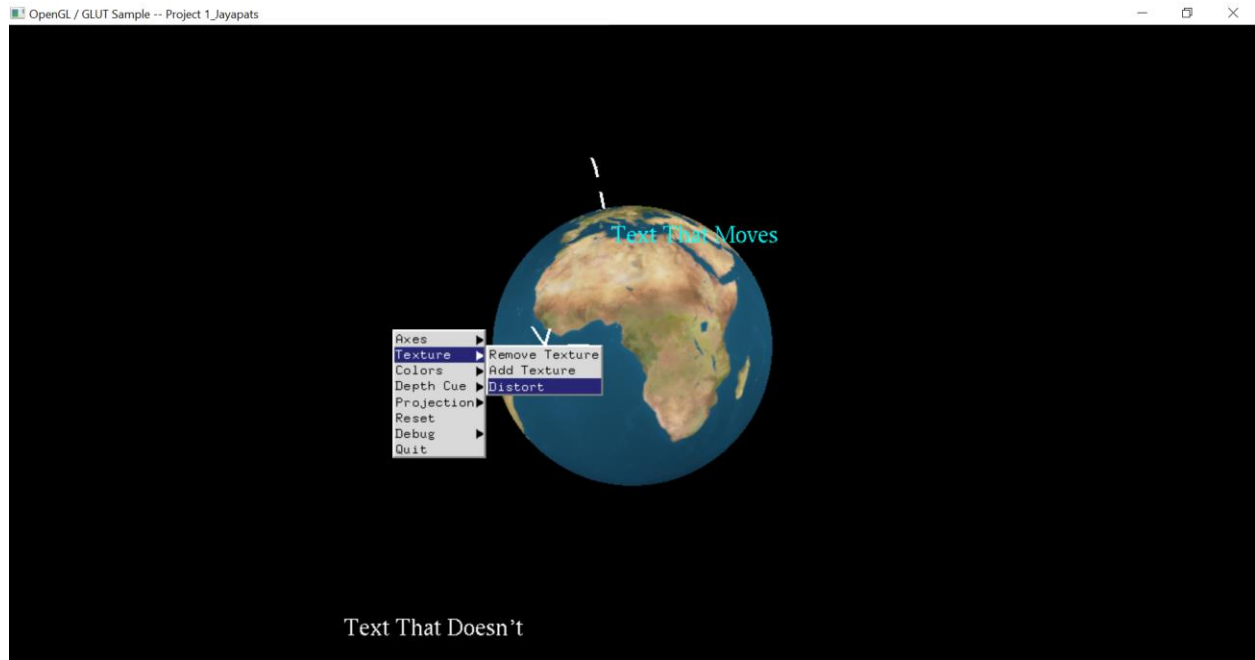 OpenGL / GLUT Sample -- Project 1_Jayapats
Text That Moves
Axes
Texture
Colors
Depth Cue
Projection
Reset
Debug
Quit
Remove Texture
Add Texture
Distort
Text That Doesn't